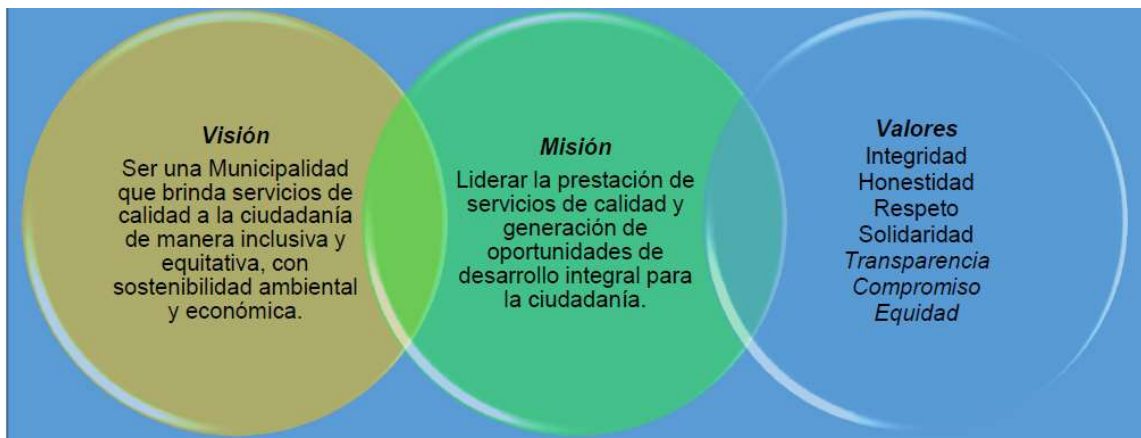 Visión
Ser una Municipalidad
que brinda servicios de
calidad a la ciudadanía
de manera inclusiva y
equitativa, con
sostenibilidad ambiental
y económica.
Misión
Liderar la prestación de
servicios de calidad y
generación de
oportunidades de
desarrollo integral para
la ciudadanía.
Valores
Integridad
Honestidad
Respeto
Solidaridad
Transparencia
Compromiso
Equidad